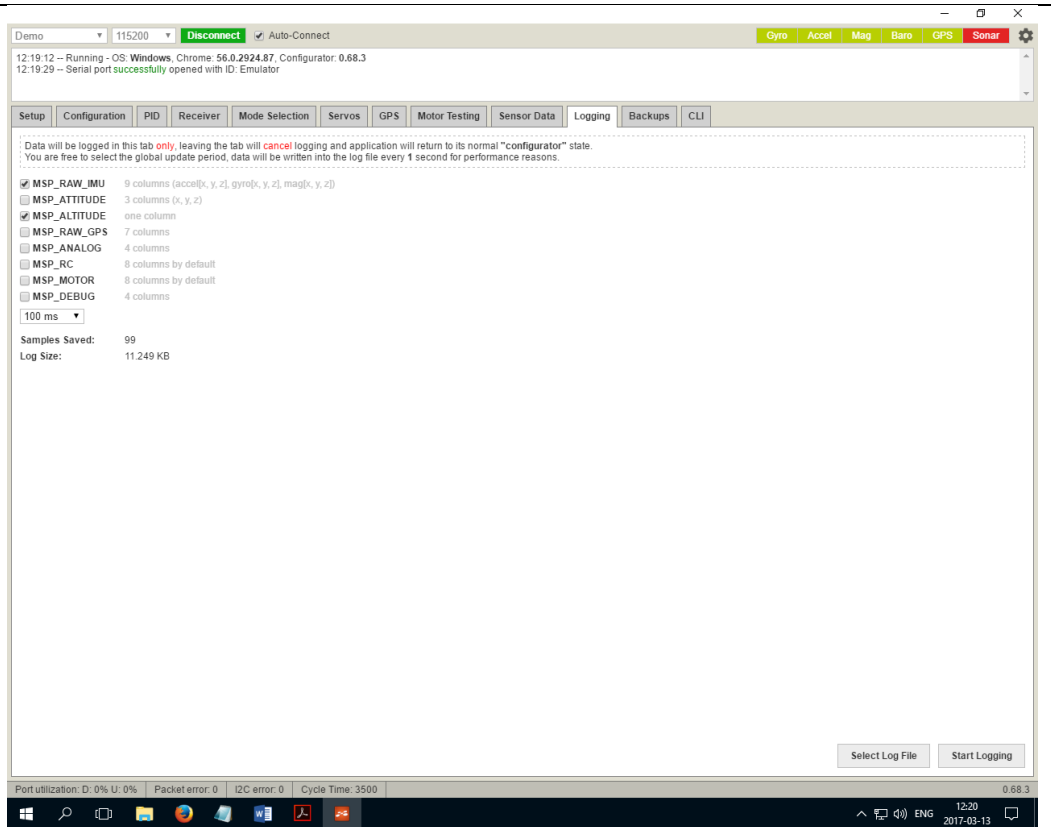 Demo 115200 Disconnect Auto-Connect Gyro Accel Mag Baro GPS Sonar
12:19:12 -- Running - OS: Windows, Chrome: 56.0.2924.87, Configurator: 0.68.3
12:19:29 -- Serial port successfully opened with ID: Emulator
Setup Configuration PID Receiver Mode Selection Servos GPS Motor Testing Sensor Data Logging Backups CLI
Data will be logged in this tab only, leaving the tab will cancel logging and application will return to its normal "configurator" state.
You are free to select the global update period, data will be written into the log file every 1 second for performance reasons.
MSP_RAW_IMU 9 columns (accel[x, y, z], gyro[x, y, z], mag[x, y, z])
MSP_ATTITUDE 3 columns (x, y, z)
MSP_ALTITUDE one column
MSP_RAW_GPS 7 columns
MSP_ANALOG 4 columns
MSP_RC 8 columns by default
MSP_MOTOR 8 columns by default
MSP_DEBUG 4 columns
100 ms
Samples Saved: 99
Log Size: 11.249 KB
Select Log File Start Logging
Port utilization: D: 0% U: 0% Packet error: 0 I2C error: 0 Cycle Time: 3500 0.68.3
ENG 12:20
2017-03-13